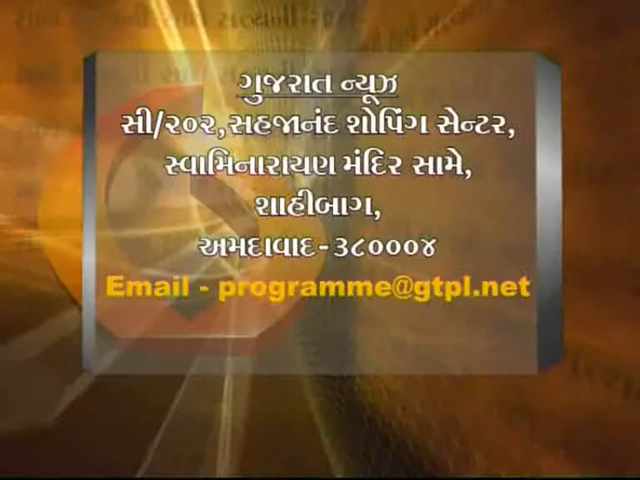 ગુજરાત ન્યૂઝ
સી/૨૦૨,સહજાનંદ શોપિંગ સેન્ટર,
સ્વામિનારાયણ મંદિર સામે,
શાહીબાગ,
અમદાવાદ-૩૮૦૦૦૪
Email - programme@gtpl.net